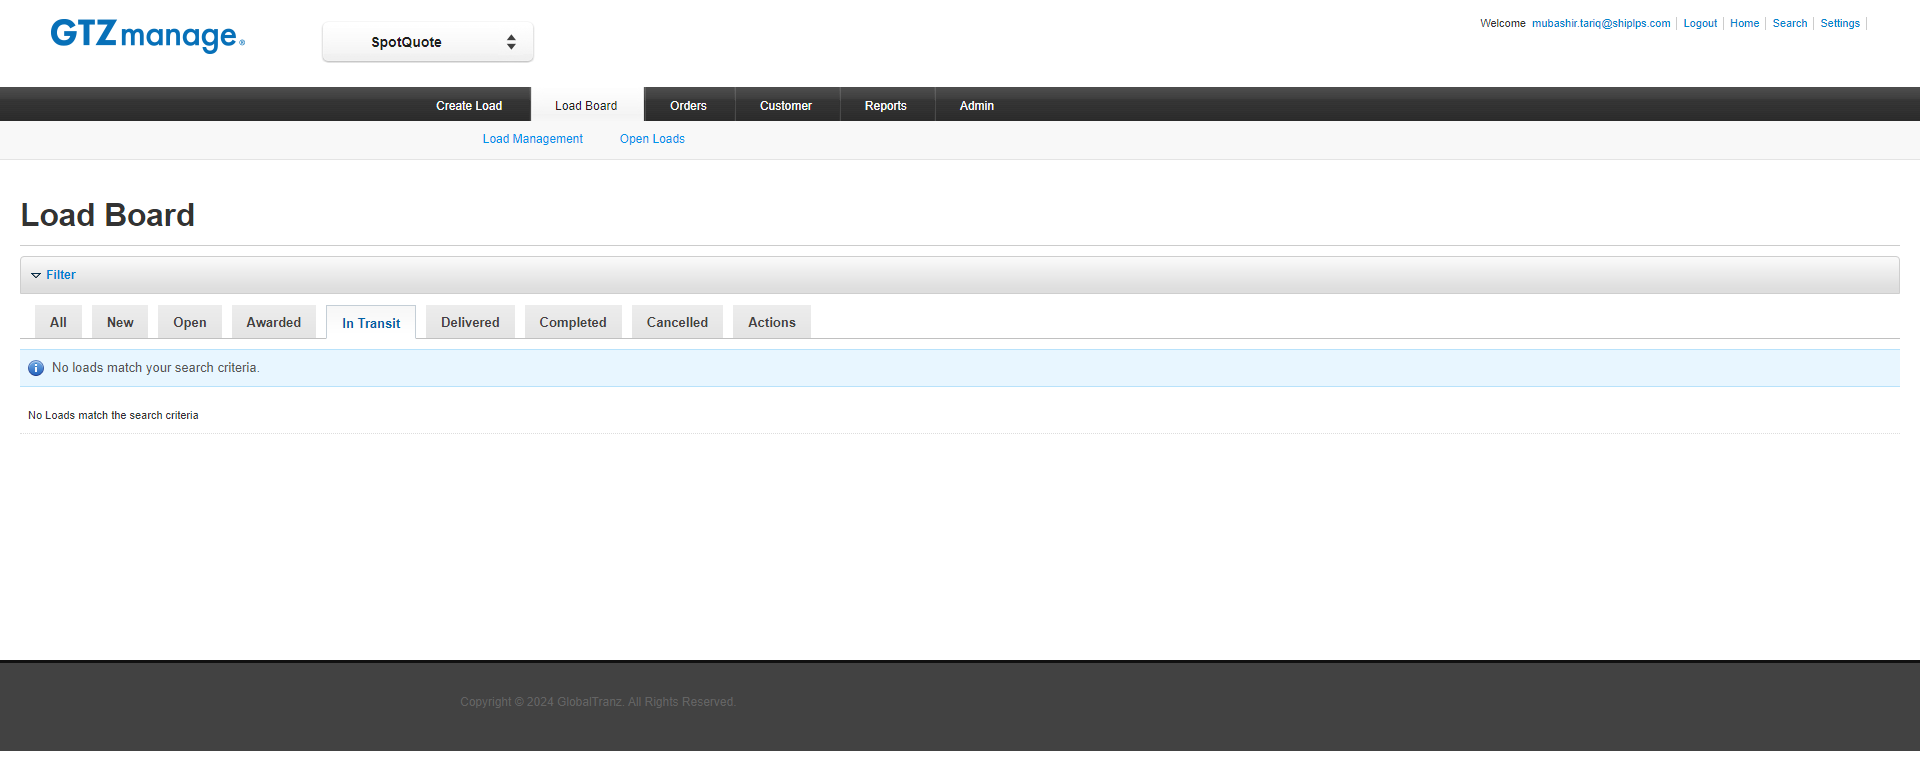 GTZ manage®
SpotQuote
Welcome mubashir.tariq@shiplps.com Logout Home Search Settings
Create Load Load Board Orders Customer Reports Admin
Load Management Open Loads
Load Board
Filter
All New Open Awarded In Transit Delivered Completed Cancelled Actions
No loads match your search criteria.
No Loads match the search criteria
Copyright © 2024 GlobalTranz. All Rights Reserved.